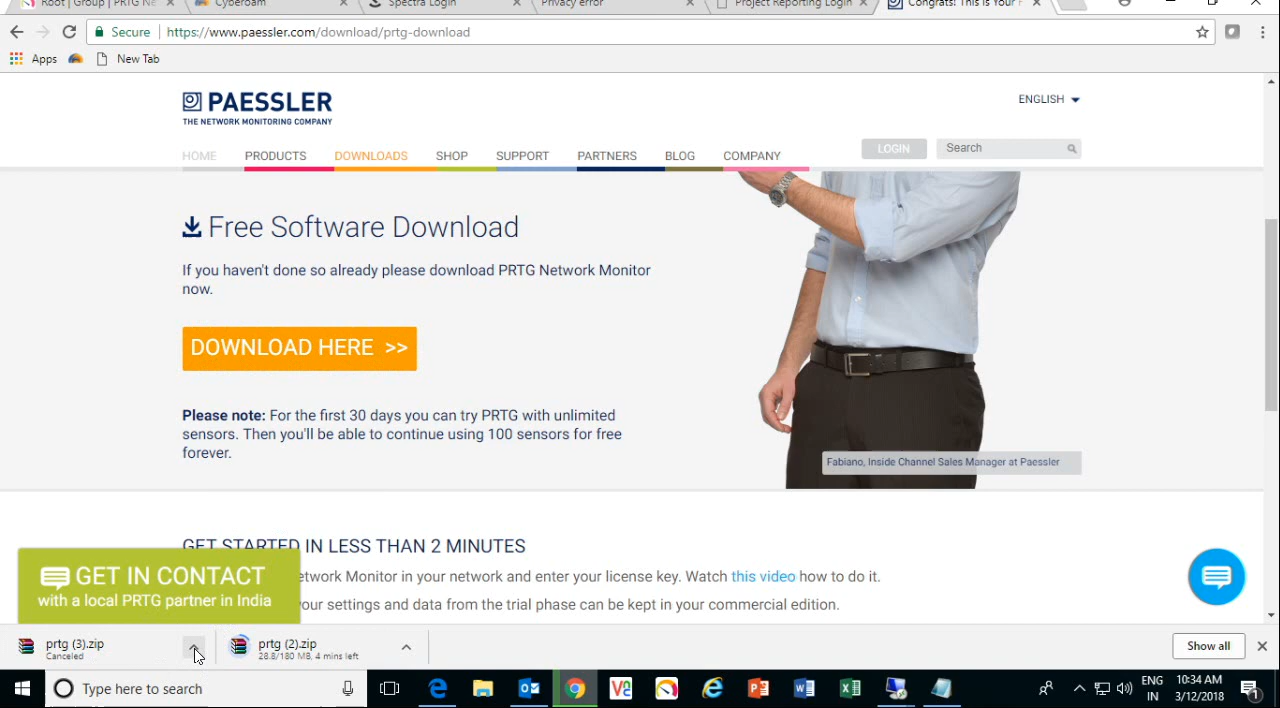 Root | Group | PRTG Ne
Cyberoam
Spectra Login
Privacy error
Project Reporting Login
Congrats! This is Your F
Secure
https://www.paessler.com/download/prtg-download
Apps
New Tab
PAESSLER
THE NETWORK MONITORING COMPANY
ENGLISH
HOME
PRODUCTS
DOWNLOADS
SHOP
SUPPORT
PARTNERS
BLOG
COMPANY
LOGIN
Search
Free Software Download
If you haven't done so already please download PRTG Network Monitor
now.
DOWNLOAD HERE >>
Please note: For the first 30 days you can try PRTG with unlimited
sensors. Then you'll be able to continue using 100 sensors for free
forever.
Fabiano, Inside Channel Sales Manager at Paessler
GET STARTED IN LESS THAN 2 MINUTES
etwork Monitor in your network and enter your license key. Watch this video how to do it.
our settings and data from the trial phase can be kept in your commercial edition.
GET IN CONTACT
with a local PRTG partner in India
prtg (3).zip
Canceled
prtg (2).zip
28.8/180 MB, 4 mins left
Show all
Type here to search
ENG
IN
10:34 AM
3/12/2018
1